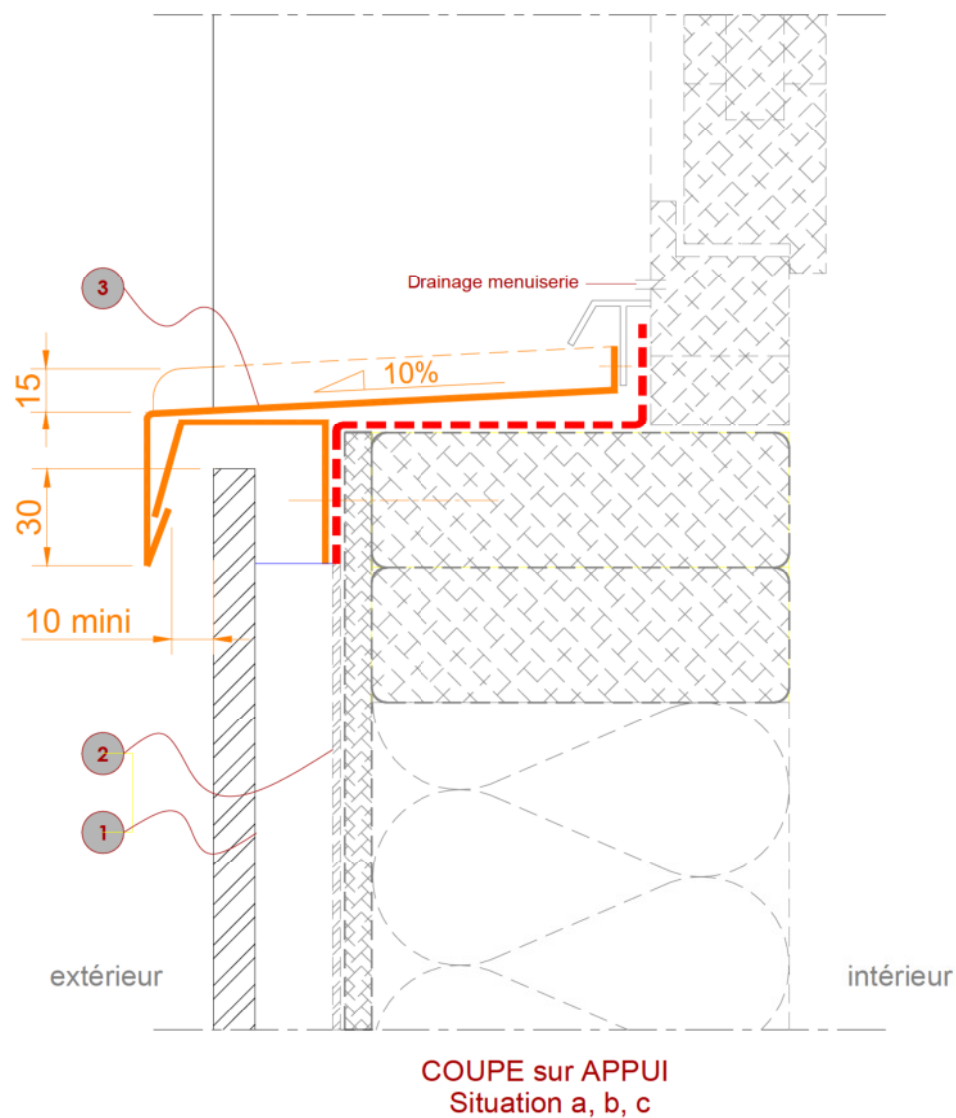 Drainage menuiserie
3
10%
15
30
10 mini
2
1
extérieur
intérieur
COUPE sur APPUI
Situation a, b, c